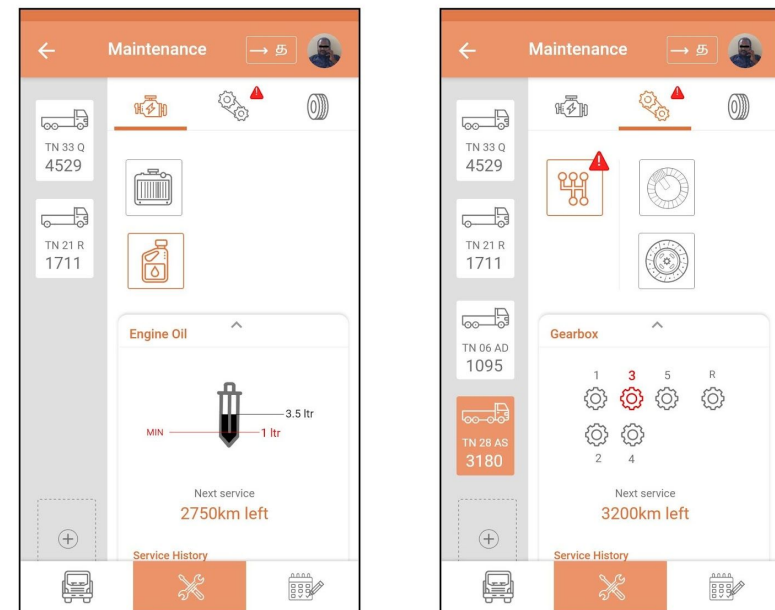 Maintenance
→ த
TN 33 Q
4529
TN 21 R
1711
Engine Oil
3.5 ltr
MIN
1 ltr
Next service
2750km left
Service History
Maintenance
→ த
TN 33 Q
4529
TN 21 R
1711
TN 06 AD
1095
TN 28 AS
3180
Gearbox
1 3 5 R
2 4
Next service
3200km left
Service History